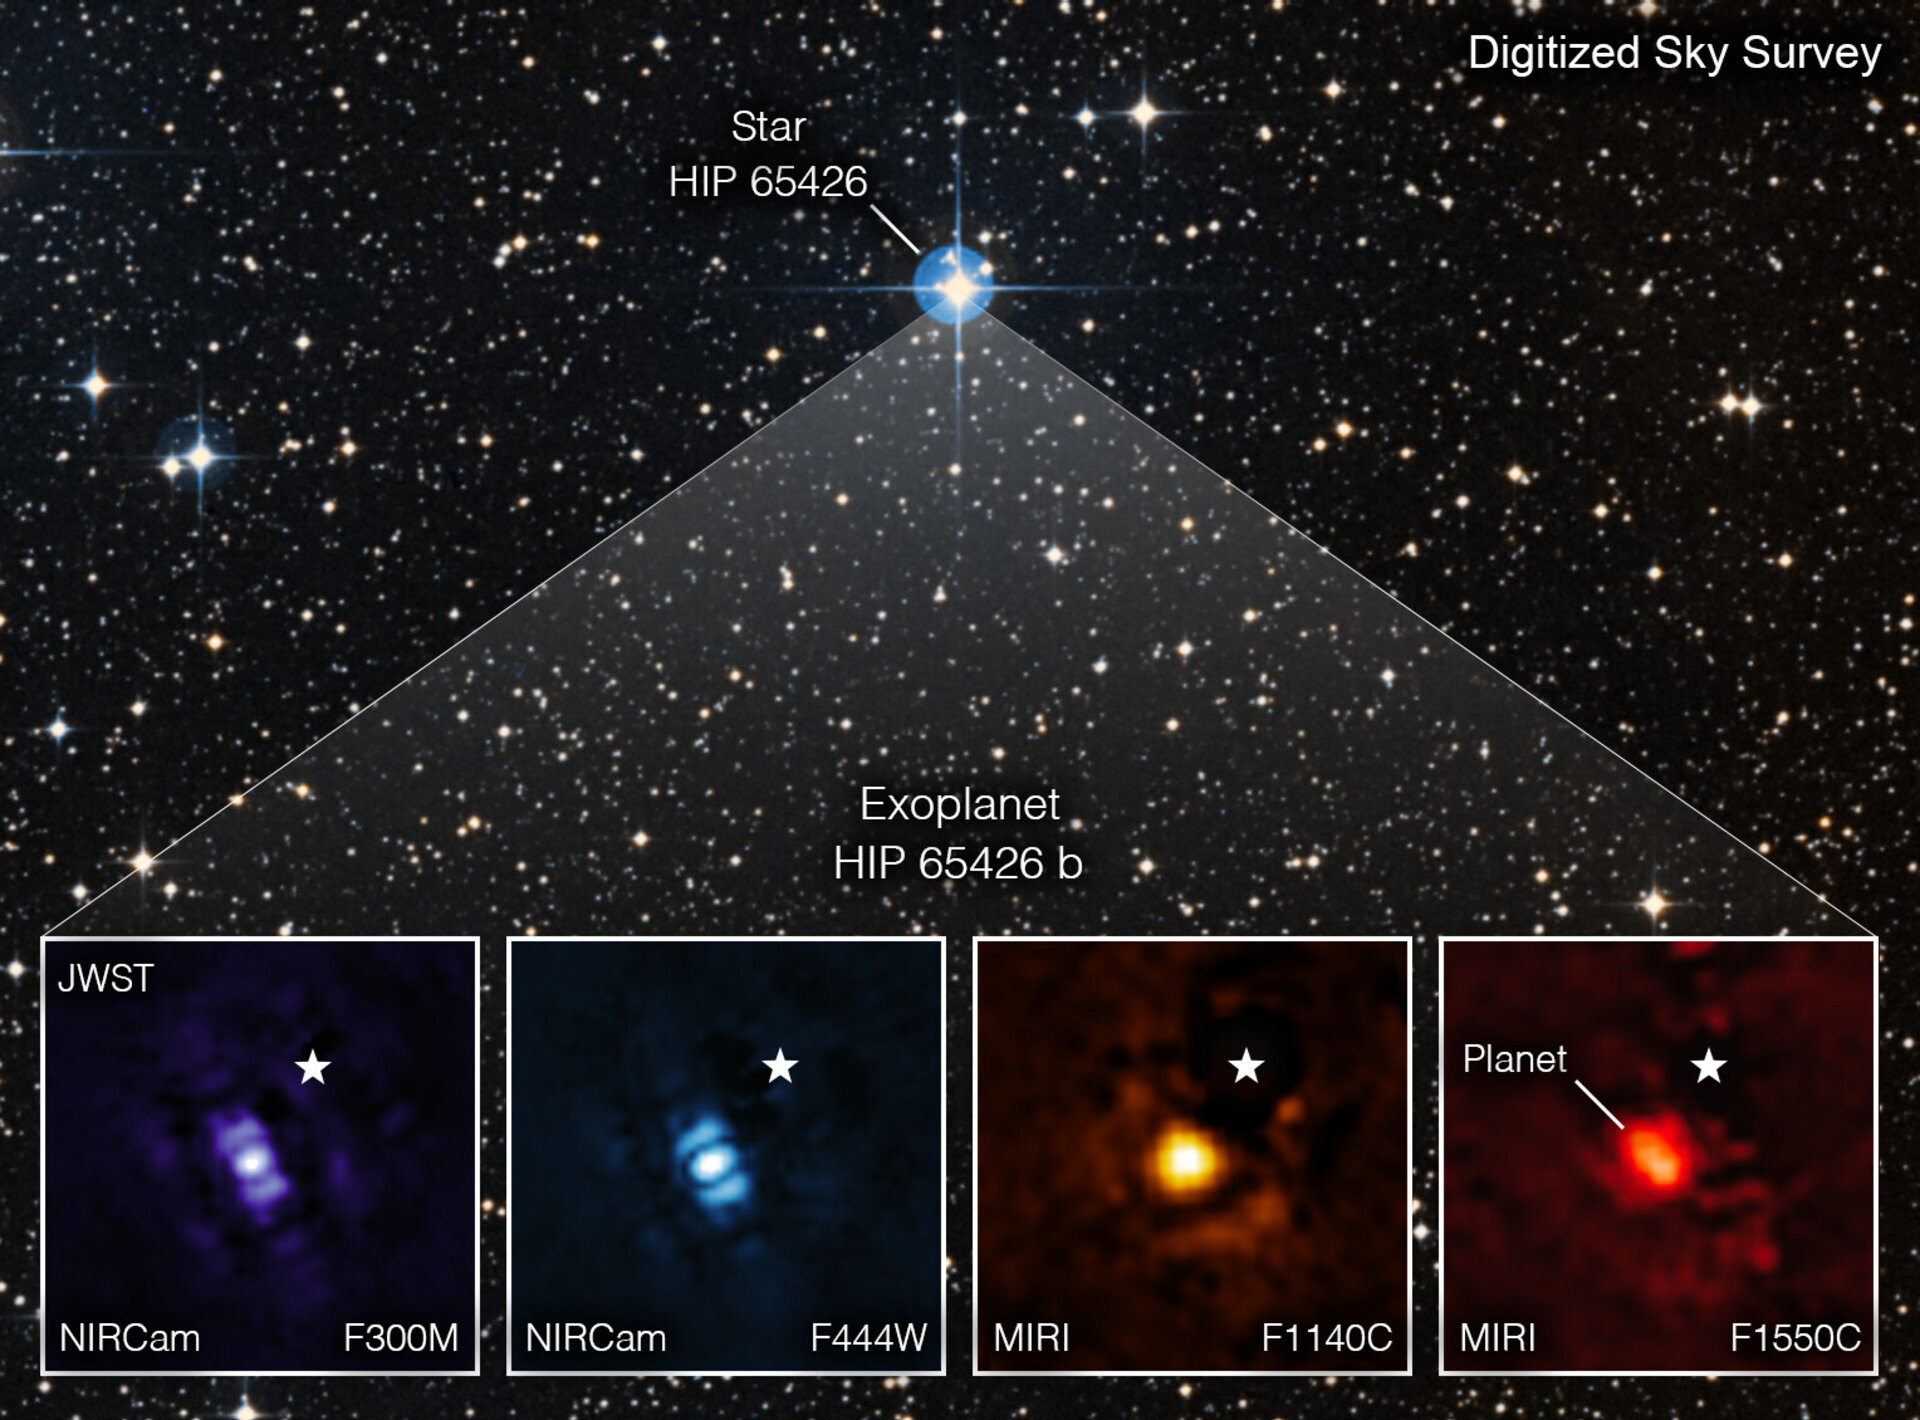 Digitized Sky Survey
Star
HIP 65426
Exoplanet
HIP 65426 b
JWST
NIRCam F300M
NIRCam F444W
MIRI F1140C
Planet
MIRI F1550C